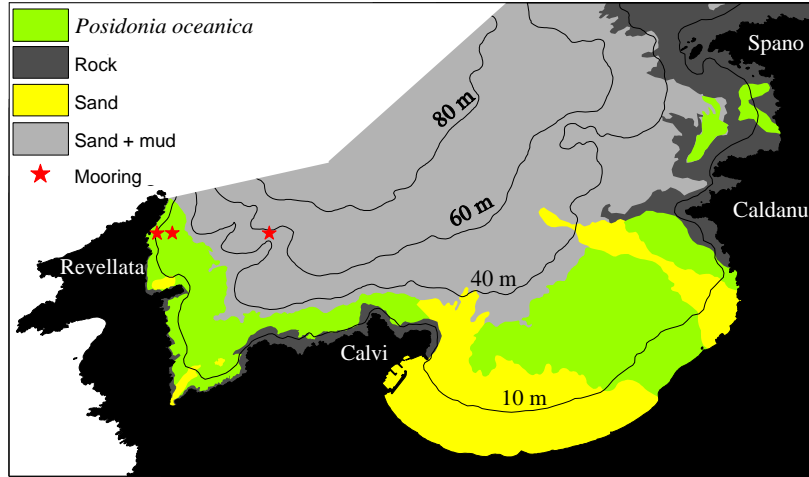 Posidonia oceanica
Rock
Sand
Sand + mud
Mooring
Spano
80 m
60 m
Caldanu
Revellata
40 m
Calvi
10 m